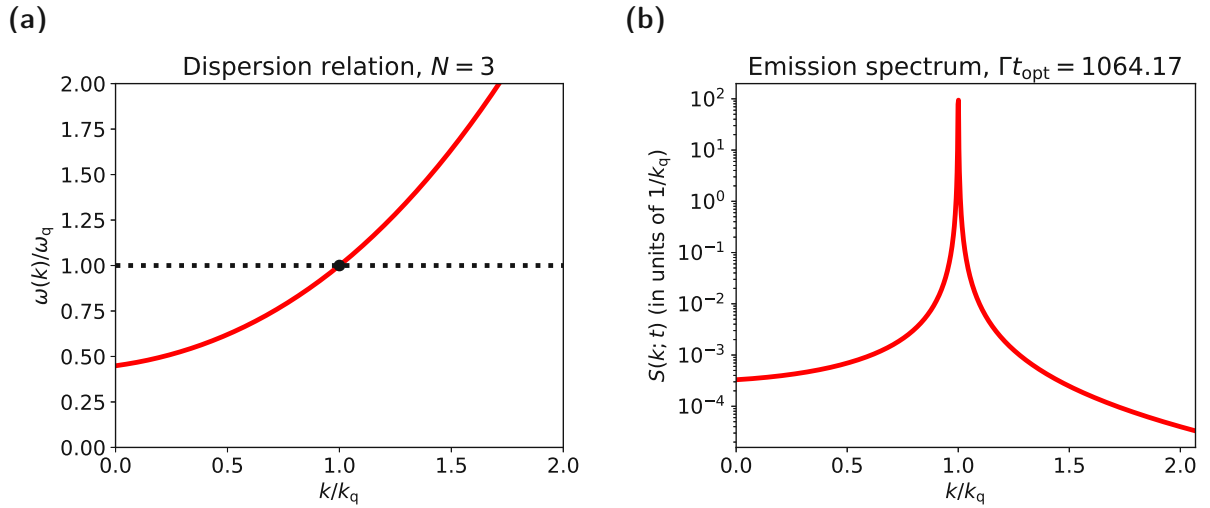 (a)
Dispersion relation, N = 3
2.00
1.75
1.50
1.25
1.00
0.75
0.50
0.25
0.00
ω(k)/ω_q
0.0 0.5 1.0 1.5 2.0
k/k_q
(b)
Emission spectrum, Γt_opt = 1064.17
10^2
10^1
10^0
10^−1
10^−2
10^−3
10^−4
S(k; t) (in units of 1/k_q)
0.0 0.5 1.0 1.5 2.0
k/k_q